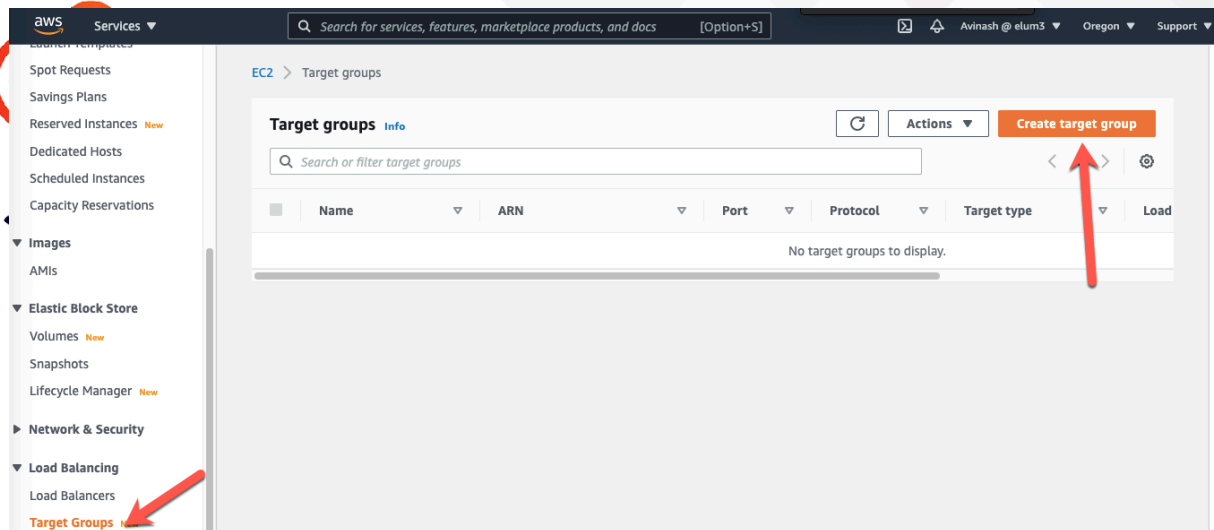 aws Services ▼ Search for services, features, marketplace products, and docs [Option+S] Avinash @ elum3 ▼ Oregon ▼ Support ▼
Launch Templates
Spot Requests
Savings Plans
Reserved Instances New
Dedicated Hosts
Scheduled Instances
Capacity Reservations
Images
AMIs
Elastic Block Store
Volumes New
Snapshots
Lifecycle Manager New
Network & Security
Load Balancing
Load Balancers
Target Groups
EC2 > Target groups
Target groups Info Actions ▼ Create target group
Search or filter target groups
Name ARN Port Protocol Target type Load
No target groups to display.